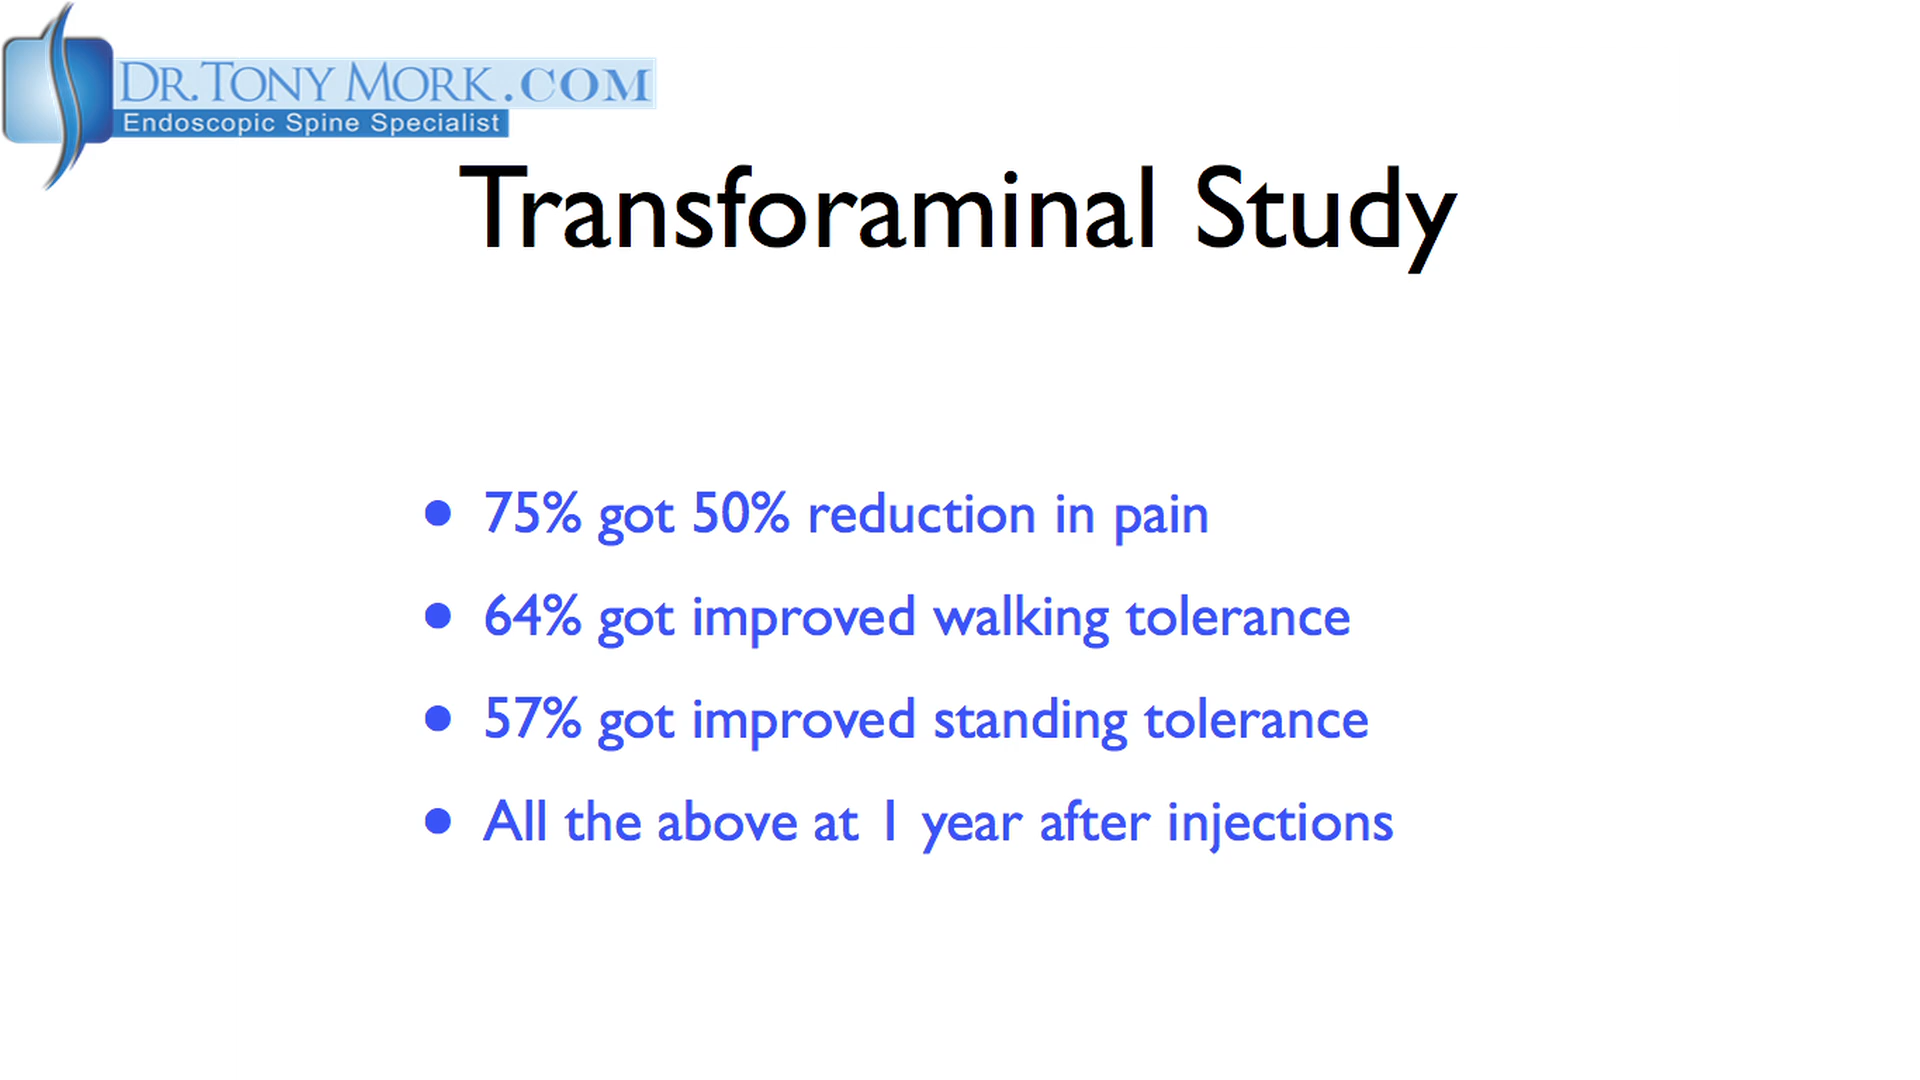 DR. TONY MORK.COM
Endoscopic Spine Specialist
Transforaminal Study
• 75% got 50% reduction in pain
• 64% got improved walking tolerance
• 57% got improved standing tolerance
• All the above at 1 year after injections